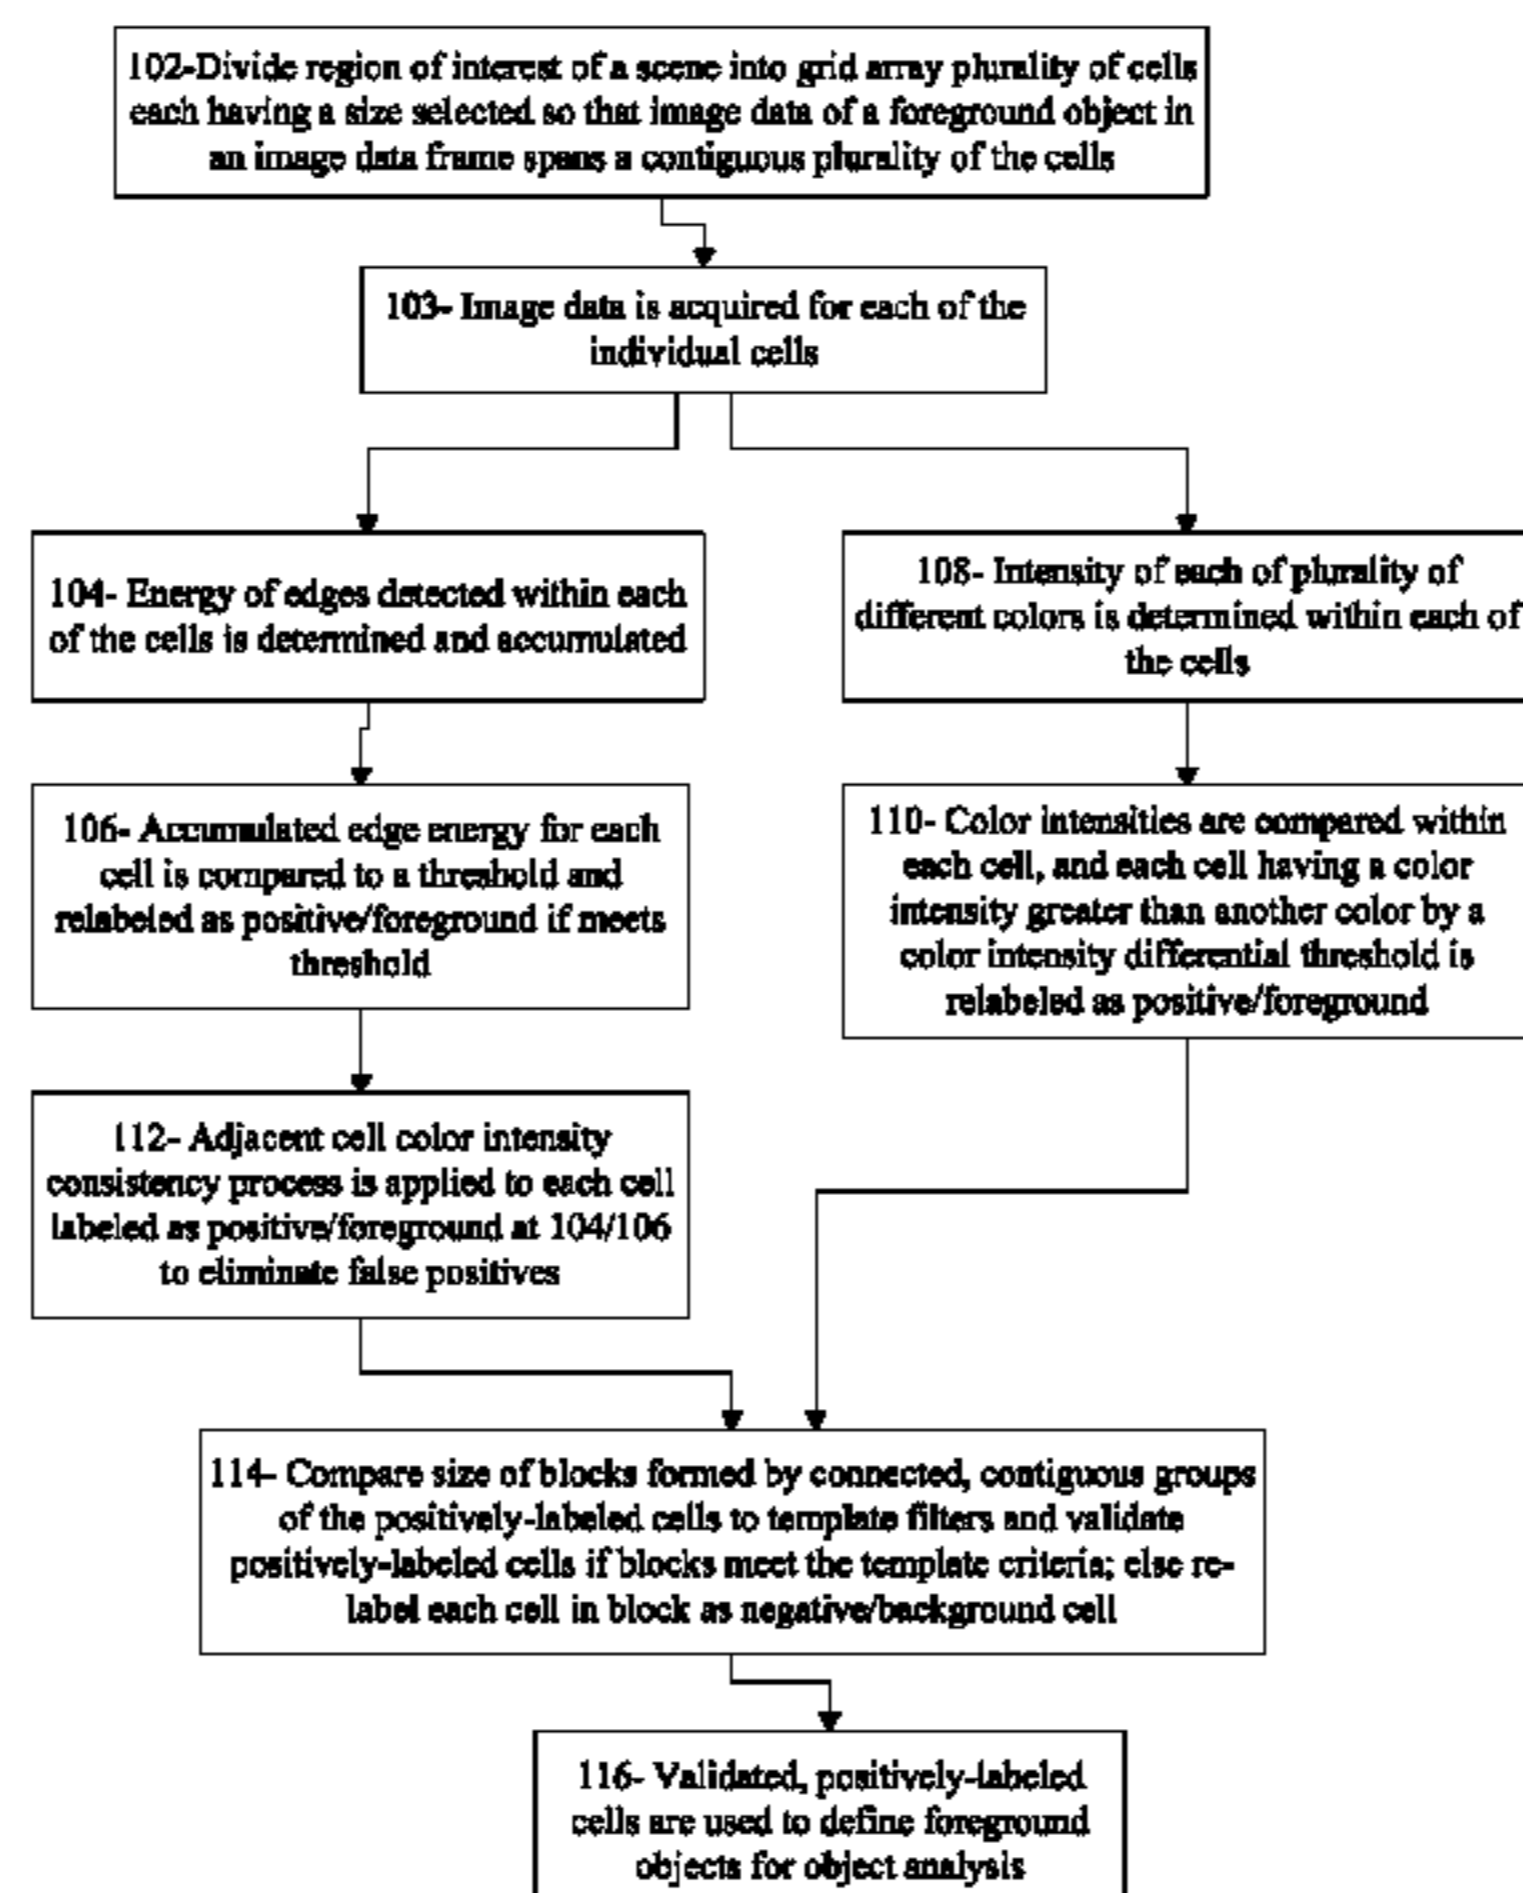 102-Divide region of interest of a scene into grid array plurality of cells
each having a size selected so that image data of a foreground object in
an image data frame spans a contiguous plurality of the cells
103- Image data is acquired for each of the
individual cells
104- Energy of edges detected within each
of the cells is determined and accumulated
108- Intensity of each of plurality of
different colors is determined within each of
the cells
106- Accumulated edge energy for each
cell is compared to a threshold and
relabeled as positive/foreground if meets
threshold
110- Color intensities are compared within
each cell, and each cell having a color
intensity greater than another color by a
color intensity differential threshold is
relabeled as positive/foreground
112- Adjacent cell color intensity
consistency process is applied to each cell
labeled as positive/foreground at 104/106
to eliminate false positives
114- Compare size of blocks formed by connected, contiguous groups
of the positively-labeled cells to template filters and validate
positively-labeled cells if blocks meet the template criteria; else re-
label each cell in block as negative/background cell
116- Validated, positively-labeled
cells are used to define foreground
objects for object analysis